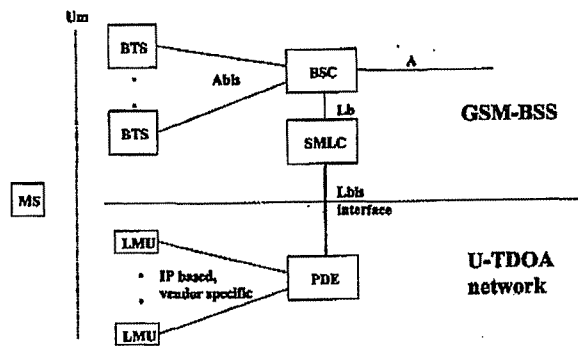 Um
BTS
Abis
BSC
A
Lb
GSM-BSS
BTS
SMLC
MS
Lbis
interface
LMU
IP based,
vendor specific
PDE
U-TDOA
network
LMU